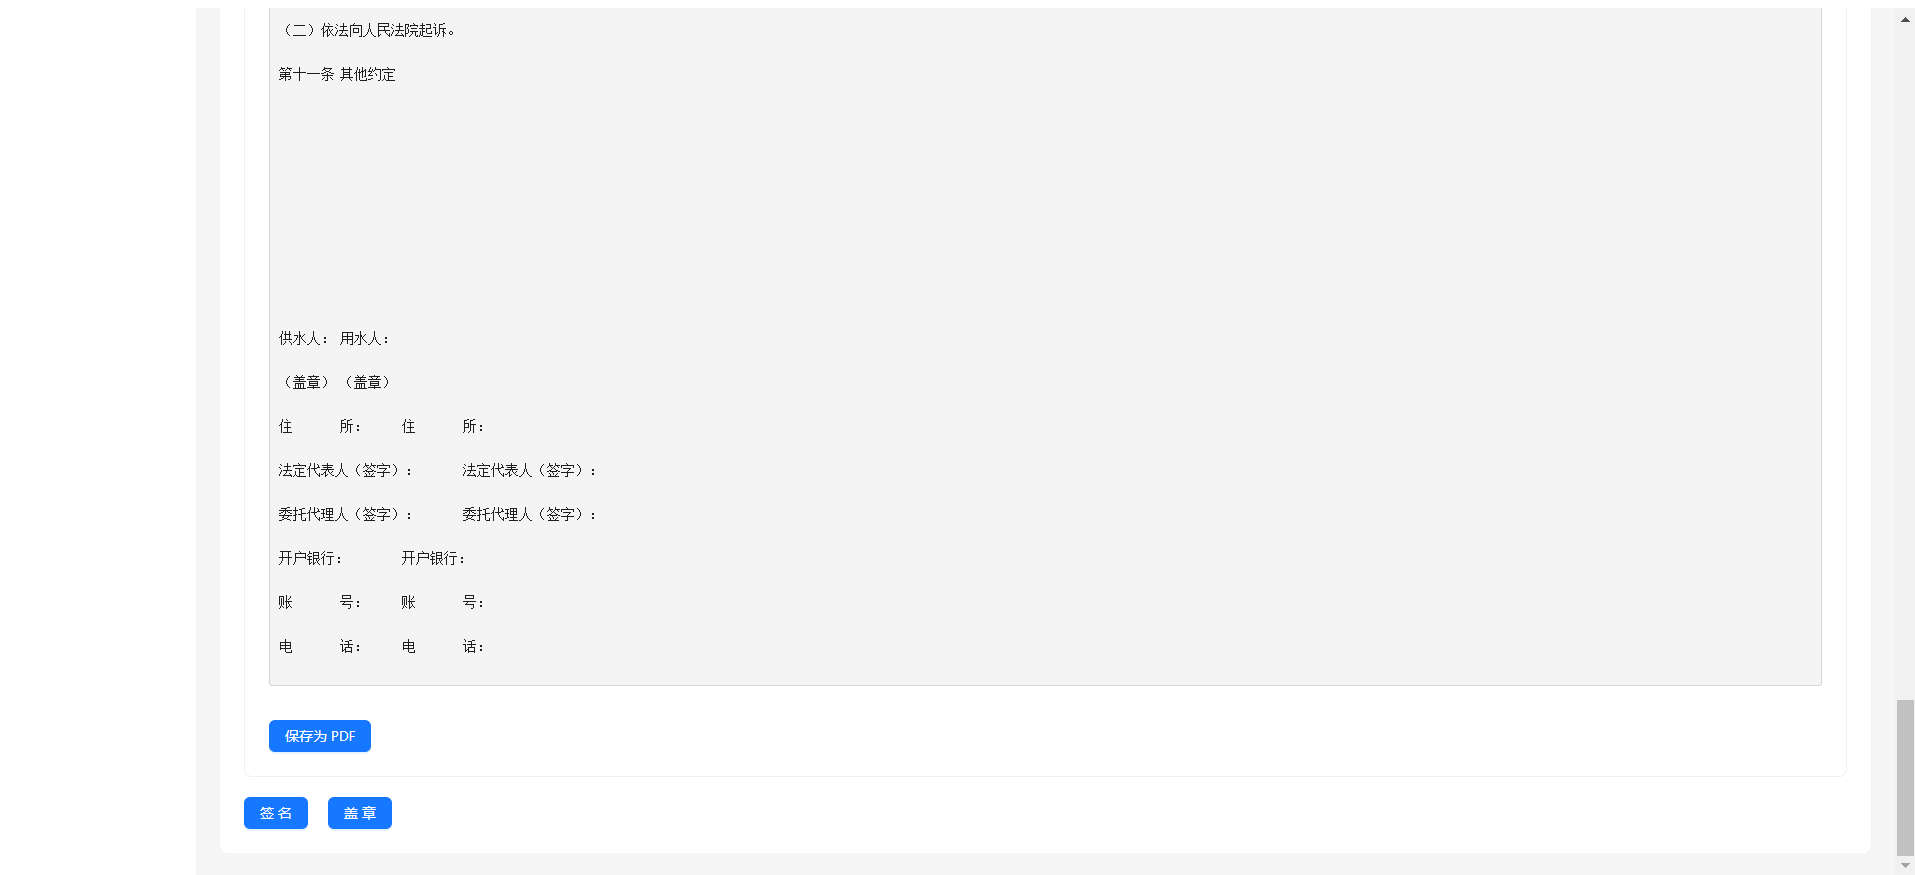 （二）依法向人民法院起诉。
第十一条 其他约定
供水人： 用水人：
（盖章） （盖章）
住 所： 住 所：
法定代表人（签字）： 法定代表人（签字）：
委托代理人（签字）： 委托代理人（签字）：
开户银行： 开户银行：
账 号： 账 号：
电 话： 电 话：
保存为 PDF
签 名 盖 章